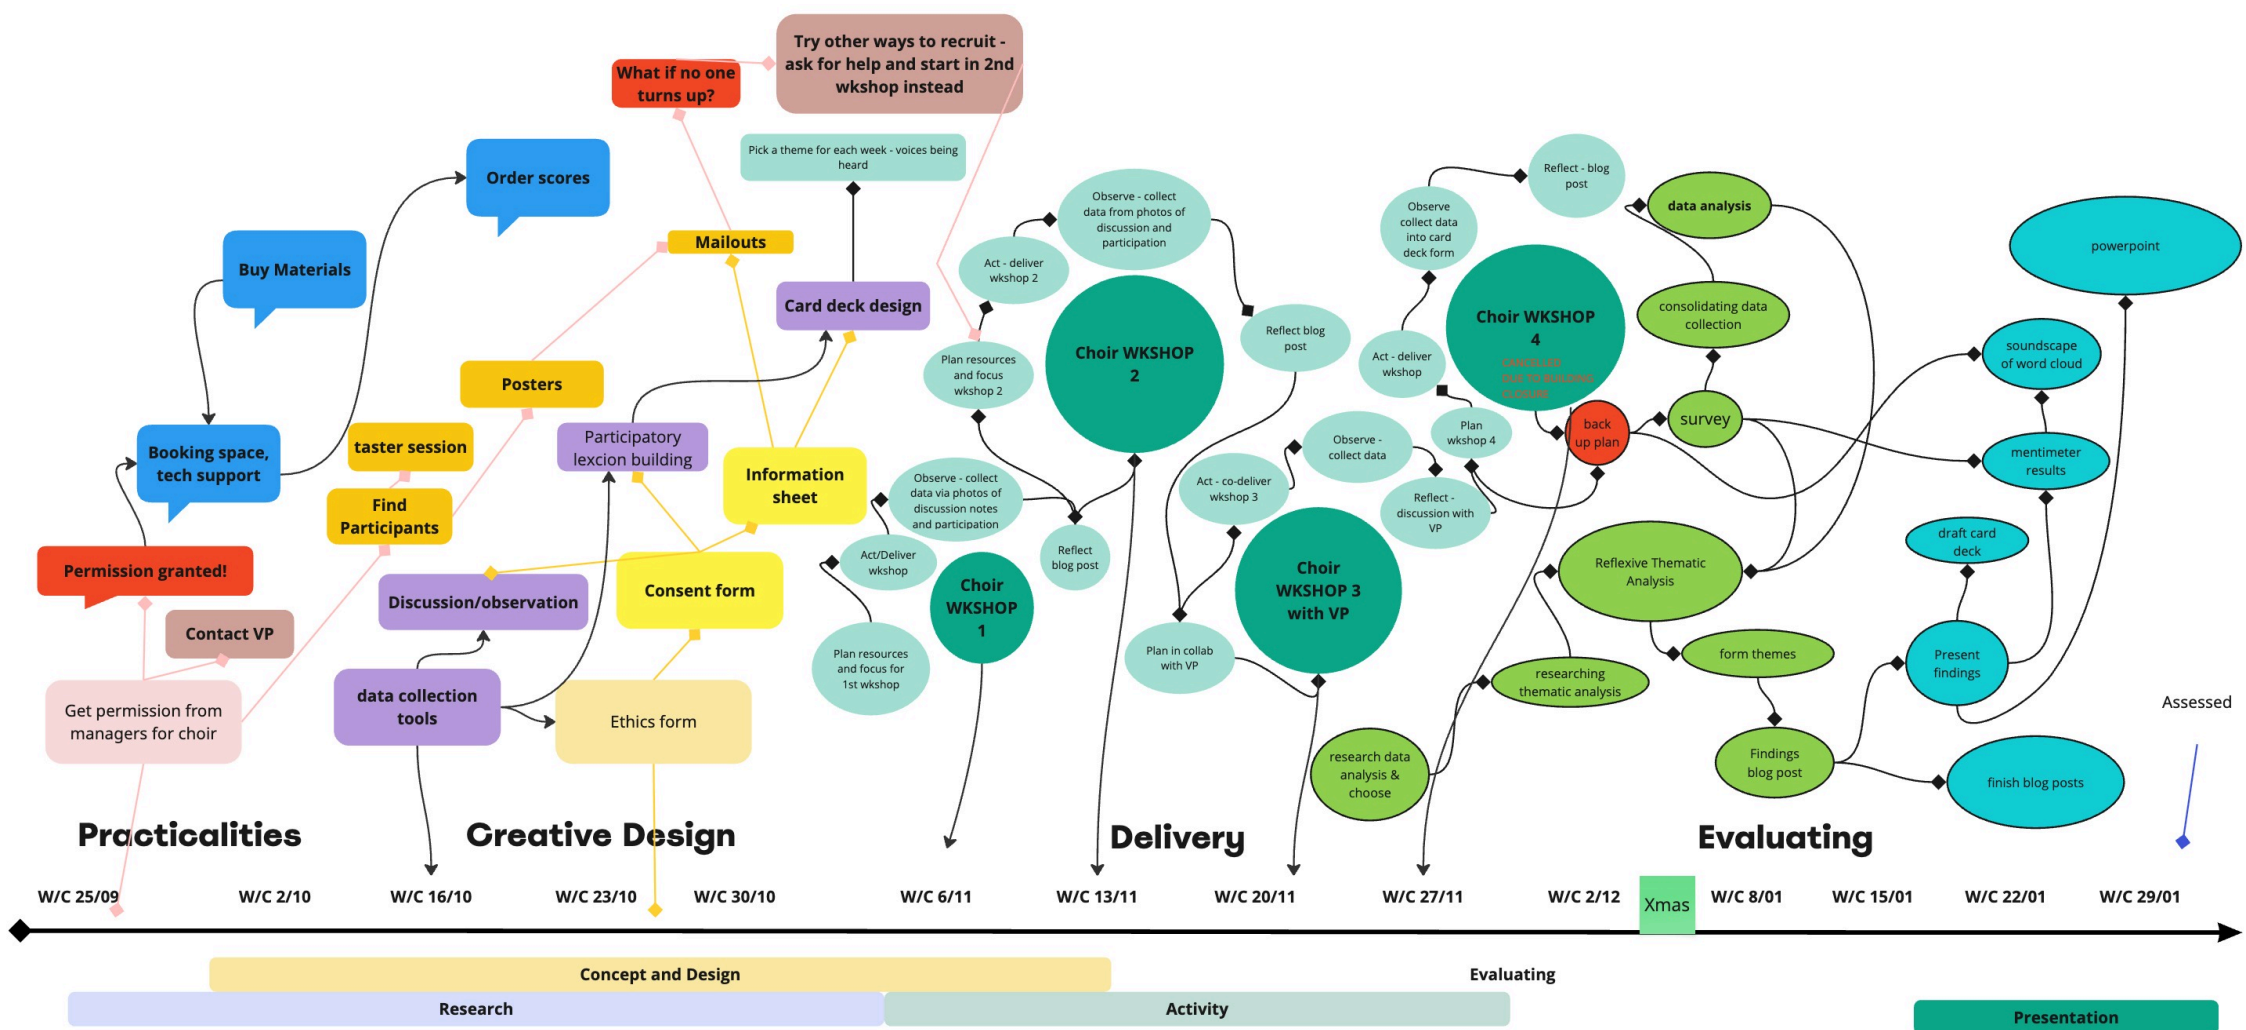 Try other ways to recruit -
ask for help and start in 2nd
wkshop instead
What if no one
turns up?
Pick a theme for each week - voices being
heard
Order scores
Buy Materials
Mailouts
Card deck design
Posters
taster session
Booking space,
tech support
Find
Participants
Participatory
lexcion building
Information
sheet
Permission granted!
Contact VP
Discussion/observation
Consent form
Get permission from
managers for choir
data collection
tools
Ethics form
Observe - collect
data from photos of
discussion and
participation
Act - deliver
wkshop 2
Choir WKSHOP
2
Reflect blog
post
Plan resources
and focus
wkshop 2
Observe - collect
data via photos of
discussion notes
and participation
Act/Deliver
wkshop
Reflect
blog post
Choir
WKSHOP
1
Plan resources
and focus for
1st wkshop
Reflect - blog
post
Observe
collect data
into card
deck form
Choir WKSHOP
4
CANCELLED
DUE TO BUILDING
CLOSURE
Act - deliver
wkshop
Plan
wkshop 4
back
up plan
Observe -
collect data
Act - co-deliver
wkshop 3
Reflect -
discussion with
VP
Choir
WKSHOP 3
with VP
Plan in collab
with VP
data analysis
consolidating data
collection
survey
Reflexive Thematic
Analysis
form themes
researching
thematic analysis
research data
analysis &
choose
Findings
blog post
powerpoint
soundscape
of word cloud
mentimeter
results
draft card
deck
Present
findings
finish blog posts
Assessed
Practicalities
Creative Design
Delivery
Evaluating
W/C 25/09
W/C 2/10
W/C 16/10
W/C 23/10
W/C 30/10
W/C 6/11
W/C 13/11
W/C 20/11
W/C 27/11
W/C 2/12
Xmas
W/C 8/01
W/C 15/01
W/C 22/01
W/C 29/01
Concept and Design
Evaluating
Research
Activity
Presentation